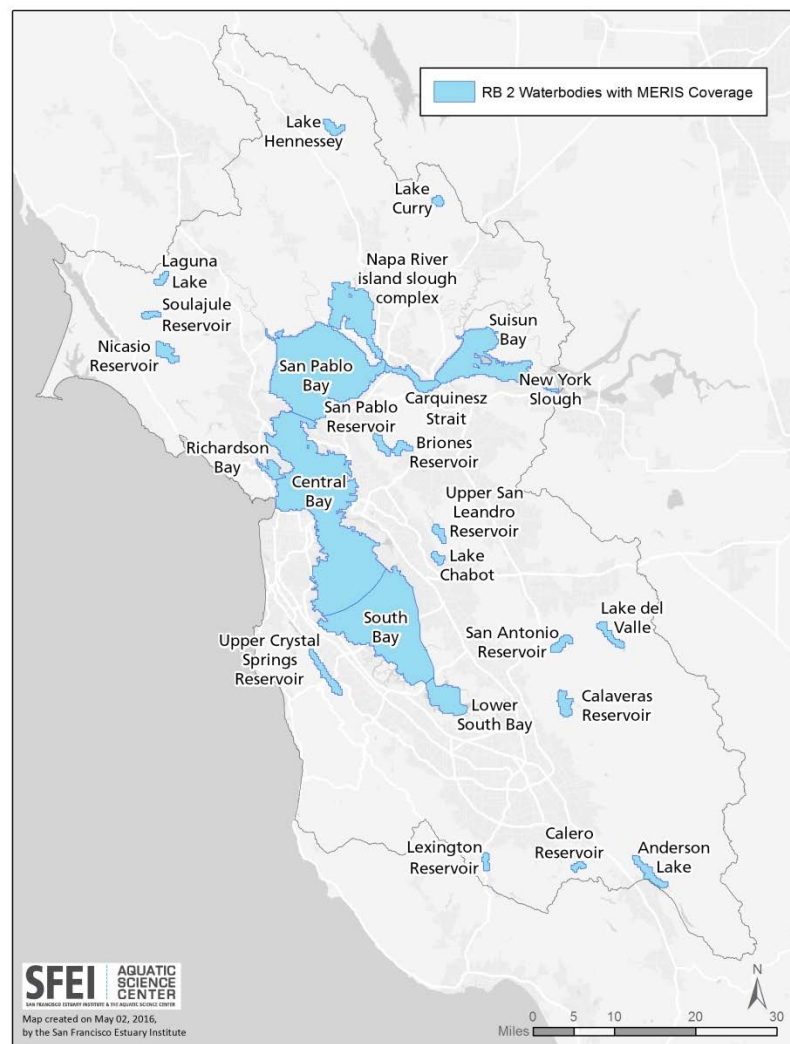 RB 2 Waterbodies with MERIS Coverage
Lake
Hennessey
Lake
Curry
Napa River
island slough
complex
Laguna
Lake
Soulajule
Reservoir
Nicasio
Reservoir
Suisun
Bay
San Pablo
Bay
New York
Slough
Carquinesz
Strait
San Pablo
Reservoir
Briones
Reservoir
Richardson
Bay
Central
Bay
Upper San
Leandro
Reservoir
Lake
Chabot
South
Bay
Lake del
Valle
San Antonio
Reservoir
Upper Crystal
Springs
Reservoir
Calaveras
Reservoir
Lower
South Bay
Lexington
Reservoir
Calero
Reservoir
Anderson
Lake
SFEI
AQUATIC
SCIENCE
CENTER
SAN FRANCISCO ESTUARY INSTITUTE & THE AQUATIC SCIENCE CENTER
Map created on May 02, 2016,
by the San Francisco Estuary Institute
N
Miles
0 5 10 20 30